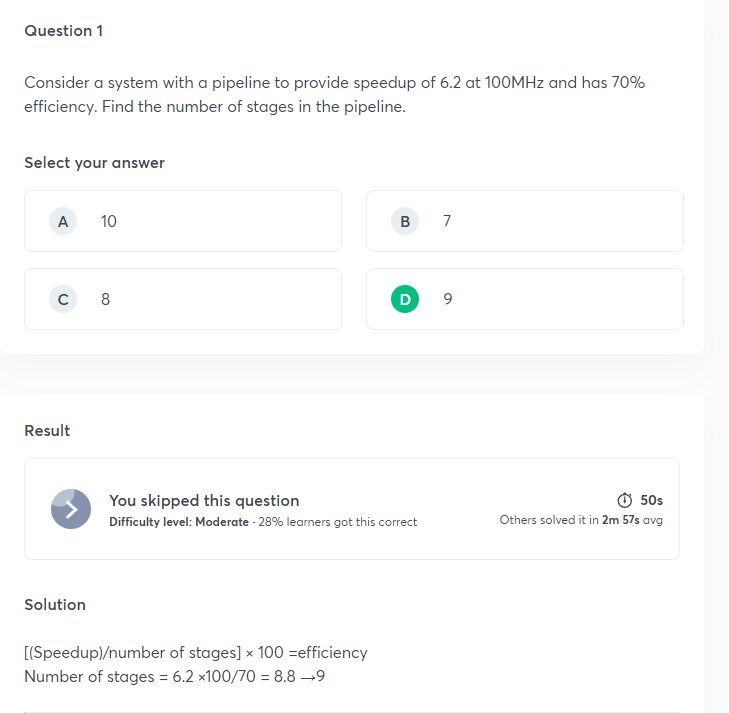 Question 1
Consider a system with a pipeline to provide speedup of 6.2 at 100MHz and has 70%
efficiency. Find the number of stages in the pipeline.
Select your answer
A 10
B 7
C 8
D 9
Result
You skipped this question
50s
Difficulty level: Moderate · 28% learners got this correct
Others solved it in 2m 57s avg
Solution
[(Speedup)/number of stages] × 100 =efficiency
Number of stages = 6.2 ×100/70 = 8.8 →9